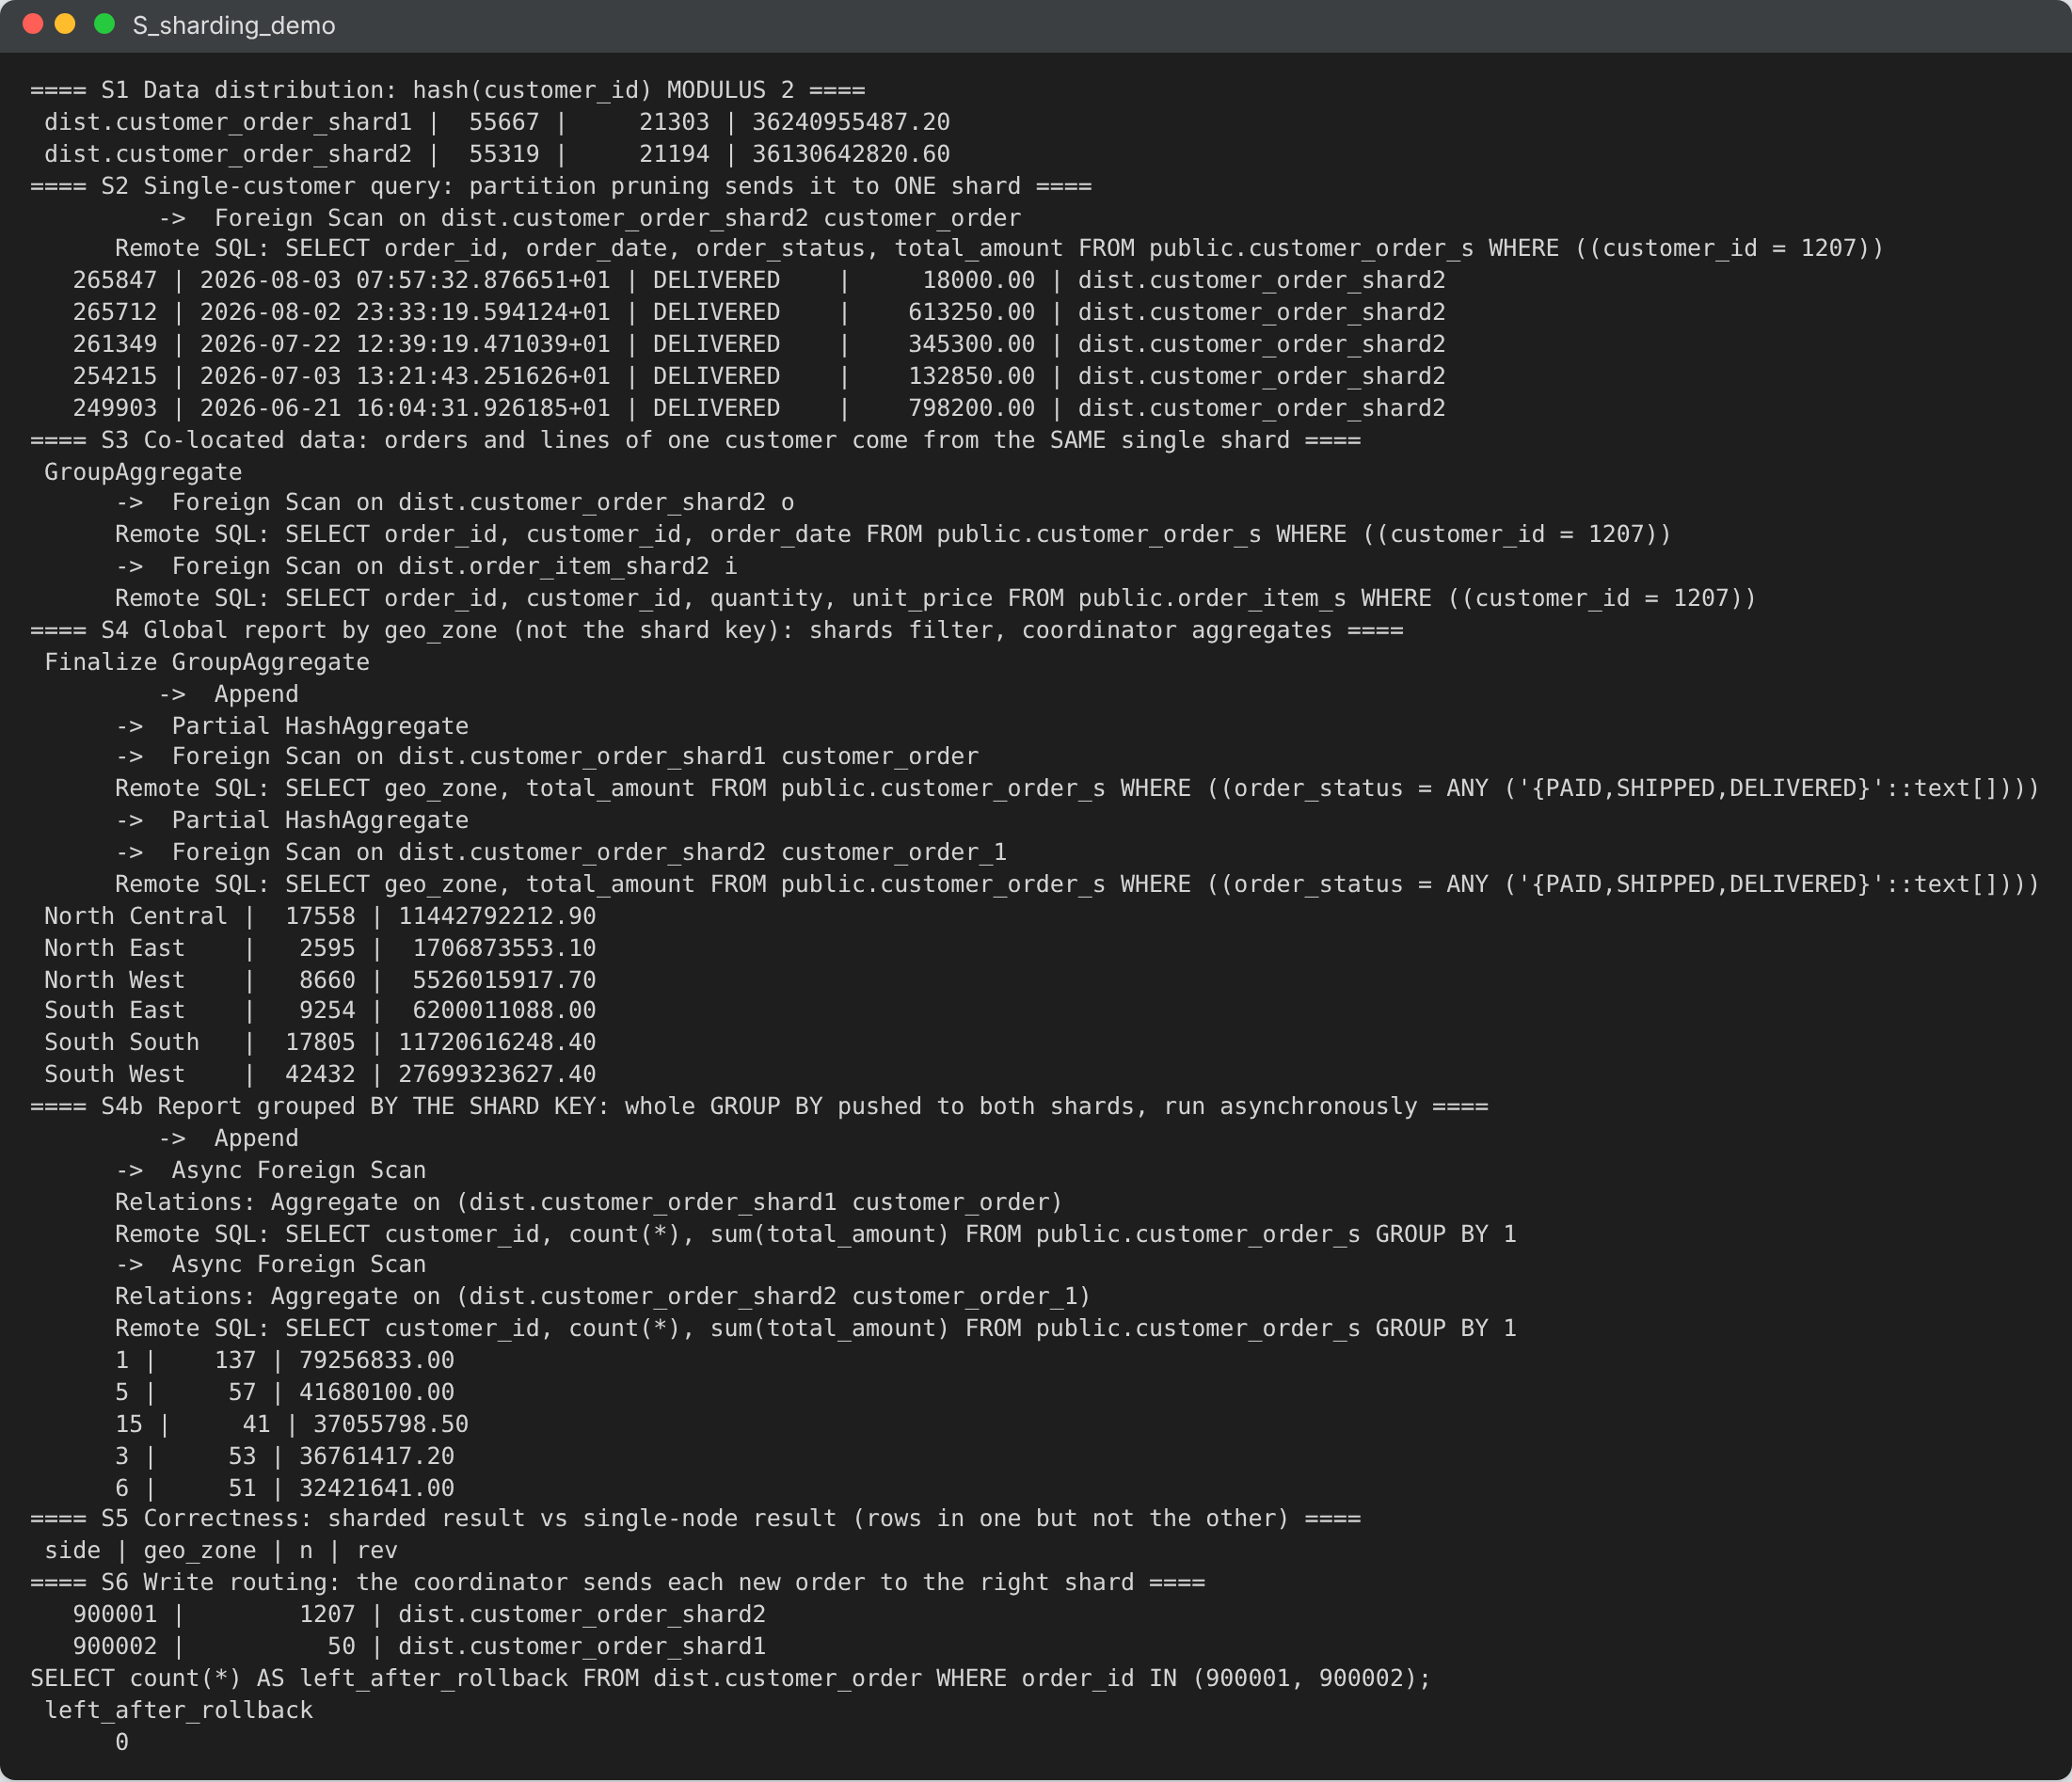 S_sharding_demo
==== S1 Data distribution: hash(customer_id) MODULUS 2 ====
 dist.customer_order_shard1 |  55667 |     21303 | 36240955487.20
 dist.customer_order_shard2 |  55319 |     21194 | 36130642820.60
==== S2 Single-customer query: partition pruning sends it to ONE shard ====
         ->  Foreign Scan on dist.customer_order_shard2 customer_order
      Remote SQL: SELECT order_id, order_date, order_status, total_amount FROM public.customer_order_s WHERE ((customer_id = 1207))
   265847 | 2026-08-03 07:57:32.876651+01 | DELIVERED    |     18000.00 | dist.customer_order_shard2
   265712 | 2026-08-02 23:33:19.594124+01 | DELIVERED    |    613250.00 | dist.customer_order_shard2
   261349 | 2026-07-22 12:39:19.471039+01 | DELIVERED    |    345300.00 | dist.customer_order_shard2
   254215 | 2026-07-03 13:21:43.251626+01 | DELIVERED    |    132850.00 | dist.customer_order_shard2
   249903 | 2026-06-21 16:04:31.926185+01 | DELIVERED    |    798200.00 | dist.customer_order_shard2
==== S3 Co-located data: orders and lines of one customer come from the SAME single shard ====
 GroupAggregate
      ->  Foreign Scan on dist.customer_order_shard2 o
      Remote SQL: SELECT order_id, customer_id, order_date FROM public.customer_order_s WHERE ((customer_id = 1207))
      ->  Foreign Scan on dist.order_item_shard2 i
      Remote SQL: SELECT order_id, customer_id, quantity, unit_price FROM public.order_item_s WHERE ((customer_id = 1207))
==== S4 Global report by geo_zone (not the shard key): shards filter, coordinator aggregates ====
 Finalize GroupAggregate
         ->  Append
      ->  Partial HashAggregate
      ->  Foreign Scan on dist.customer_order_shard1 customer_order
      Remote SQL: SELECT geo_zone, total_amount FROM public.customer_order_s WHERE ((order_status = ANY ('{PAID,SHIPPED,DELIVERED}'::text[])))
      ->  Partial HashAggregate
      ->  Foreign Scan on dist.customer_order_shard2 customer_order_1
      Remote SQL: SELECT geo_zone, total_amount FROM public.customer_order_s WHERE ((order_status = ANY ('{PAID,SHIPPED,DELIVERED}'::text[])))
 North Central |  17558 | 11442792212.90
 North East    |   2595 |  1706873553.10
 North West    |   8660 |  5526015917.70
 South East    |   9254 |  6200011088.00
 South South   |  17805 | 11720616248.40
 South West    |  42432 | 27699323627.40
==== S4b Report grouped BY THE SHARD KEY: whole GROUP BY pushed to both shards, run asynchronously ====
         ->  Append
      ->  Async Foreign Scan
      Relations: Aggregate on (dist.customer_order_shard1 customer_order)
      Remote SQL: SELECT customer_id, count(*), sum(total_amount) FROM public.customer_order_s GROUP BY 1
      ->  Async Foreign Scan
      Relations: Aggregate on (dist.customer_order_shard2 customer_order_1)
      Remote SQL: SELECT customer_id, count(*), sum(total_amount) FROM public.customer_order_s GROUP BY 1
      1 |    137 | 79256833.00
      5 |     57 | 41680100.00
      15 |     41 | 37055798.50
      3 |     53 | 36761417.20
      6 |     51 | 32421641.00
==== S5 Correctness: sharded result vs single-node result (rows in one but not the other) ====
 side | geo_zone | n | rev
==== S6 Write routing: the coordinator sends each new order to the right shard ====
   900001 |        1207 | dist.customer_order_shard2
   900002 |          50 | dist.customer_order_shard1
SELECT count(*) AS left_after_rollback FROM dist.customer_order WHERE order_id IN (900001, 900002);
 left_after_rollback
      0